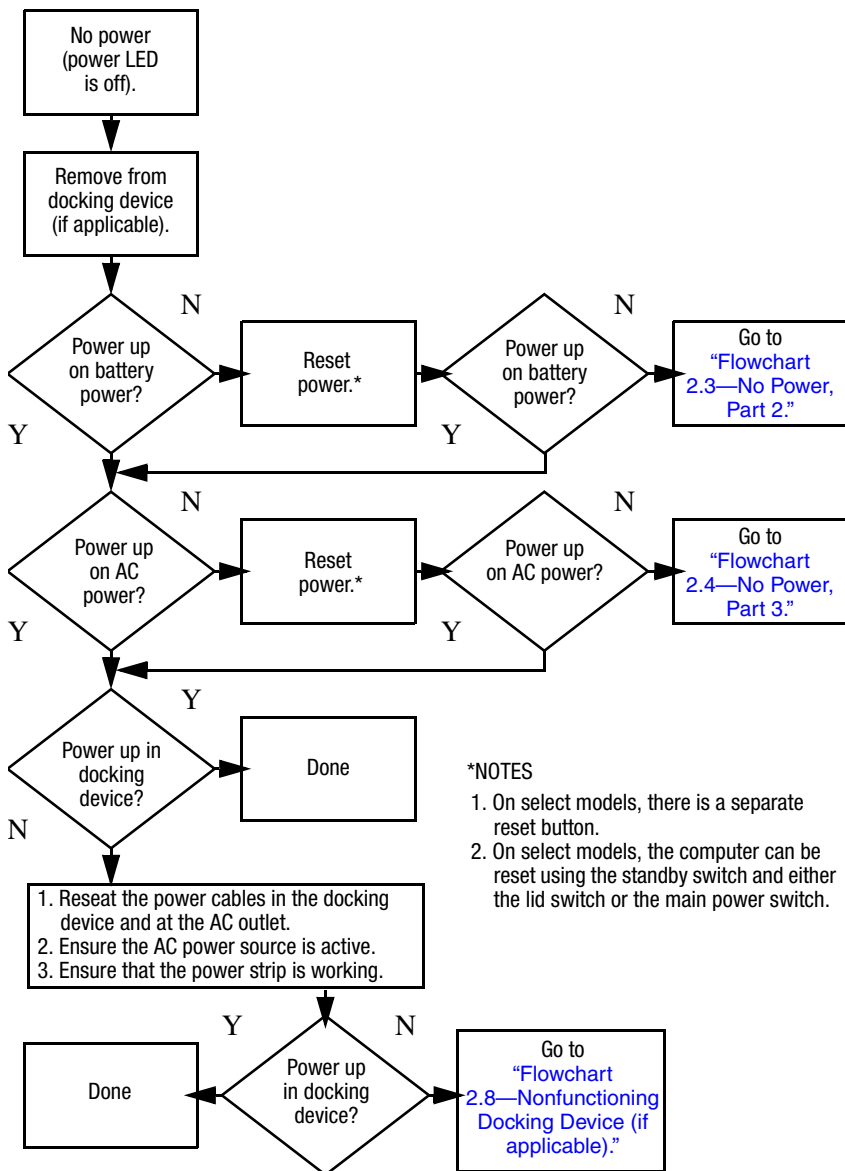 No power
(power LED
is off).
Remove from
docking device
(if applicable).
N
N
Power up
on battery
power?
Reset
power.*
Power up
on battery
power?
Go to
“Flowchart
2.3—No Power,
Part 2.”
Y
Y
N
N
Power up
on AC
power?
Reset
power.*
Power up
on AC power?
Go to
“Flowchart
2.4—No Power,
Part 3.”
Y
Y
Y
Power up in
docking
device?
Done
N
*NOTES
1. On select models, there is a separate
reset button.
2. On select models, the computer can be
reset using the standby switch and either
the lid switch or the main power switch.
1. Reseat the power cables in the docking
device and at the AC outlet.
2. Ensure the AC power source is active.
3. Ensure that the power strip is working.
Y
N
Done
Power up
in docking
device?
Go to
“Flowchart
2.8—Nonfunctioning
Docking Device (if
applicable).”